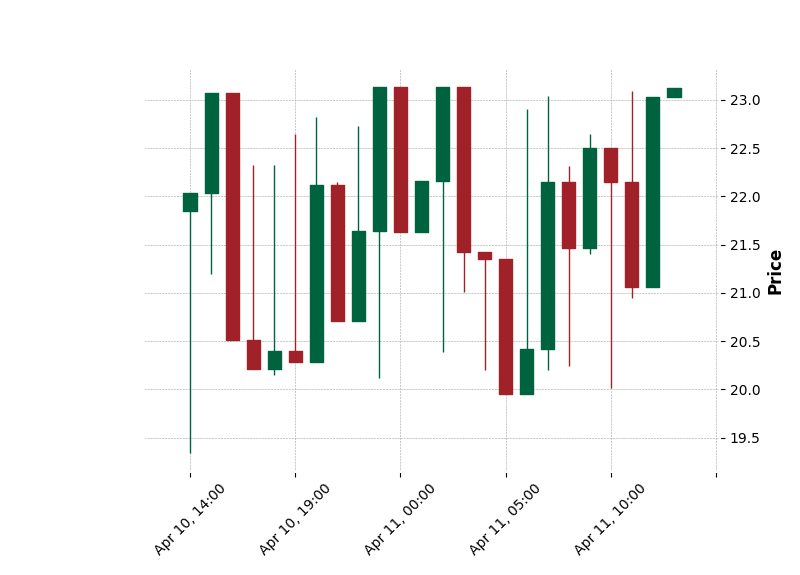 23.0
22.5
22.0
21.5
21.0
20.5
20.0
19.5
Price
Apr 10, 14:00
Apr 10, 19:00
Apr 11, 00:00
Apr 11, 05:00
Apr 11, 10:00